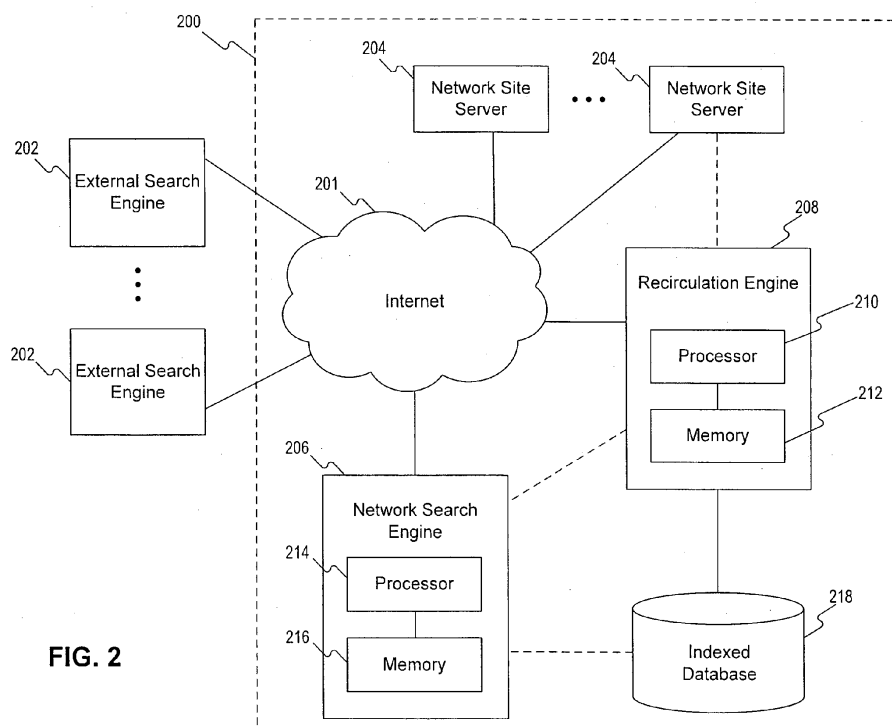 200
204
Network Site
Server
204
Network Site
Server
202
External Search
Engine
201
Internet
208
Recirculation Engine
210
Processor
212
Memory
202
External Search
Engine
206
Network Search
Engine
214
Processor
216
Memory
218
Indexed
Database
FIG. 2